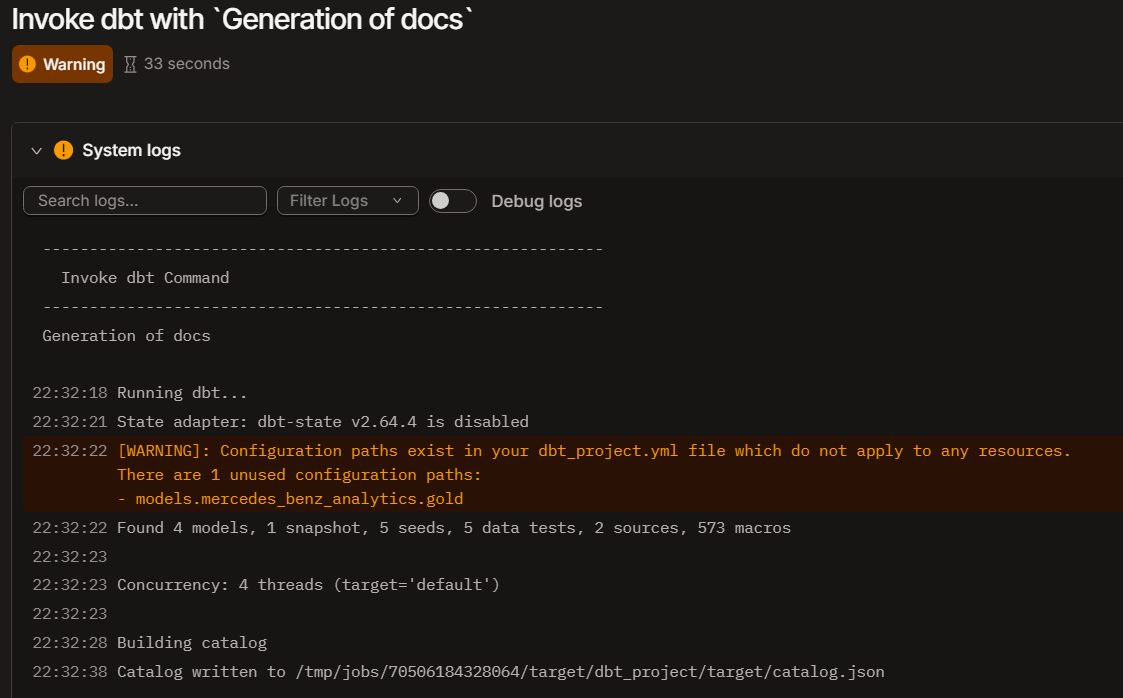 Invoke dbt with `Generation of docs`
Warning 33 seconds
System logs
Search logs... Filter Logs Debug logs
------------------------------------------------------------
Invoke dbt Command
------------------------------------------------------------
Generation of docs
22:32:18 Running dbt...
22:32:21 State adapter: dbt-state v2.64.4 is disabled
22:32:22 [WARNING]: Configuration paths exist in your dbt_project.yml file which do not apply to any resources.
There are 1 unused configuration paths:
- models.mercedes_benz_analytics.gold
22:32:22 Found 4 models, 1 snapshot, 5 seeds, 5 data tests, 2 sources, 573 macros
22:32:23
22:32:23 Concurrency: 4 threads (target='default')
22:32:23
22:32:28 Building catalog
22:32:38 Catalog written to /tmp/jobs/70506184328064/target/dbt_project/target/catalog.json